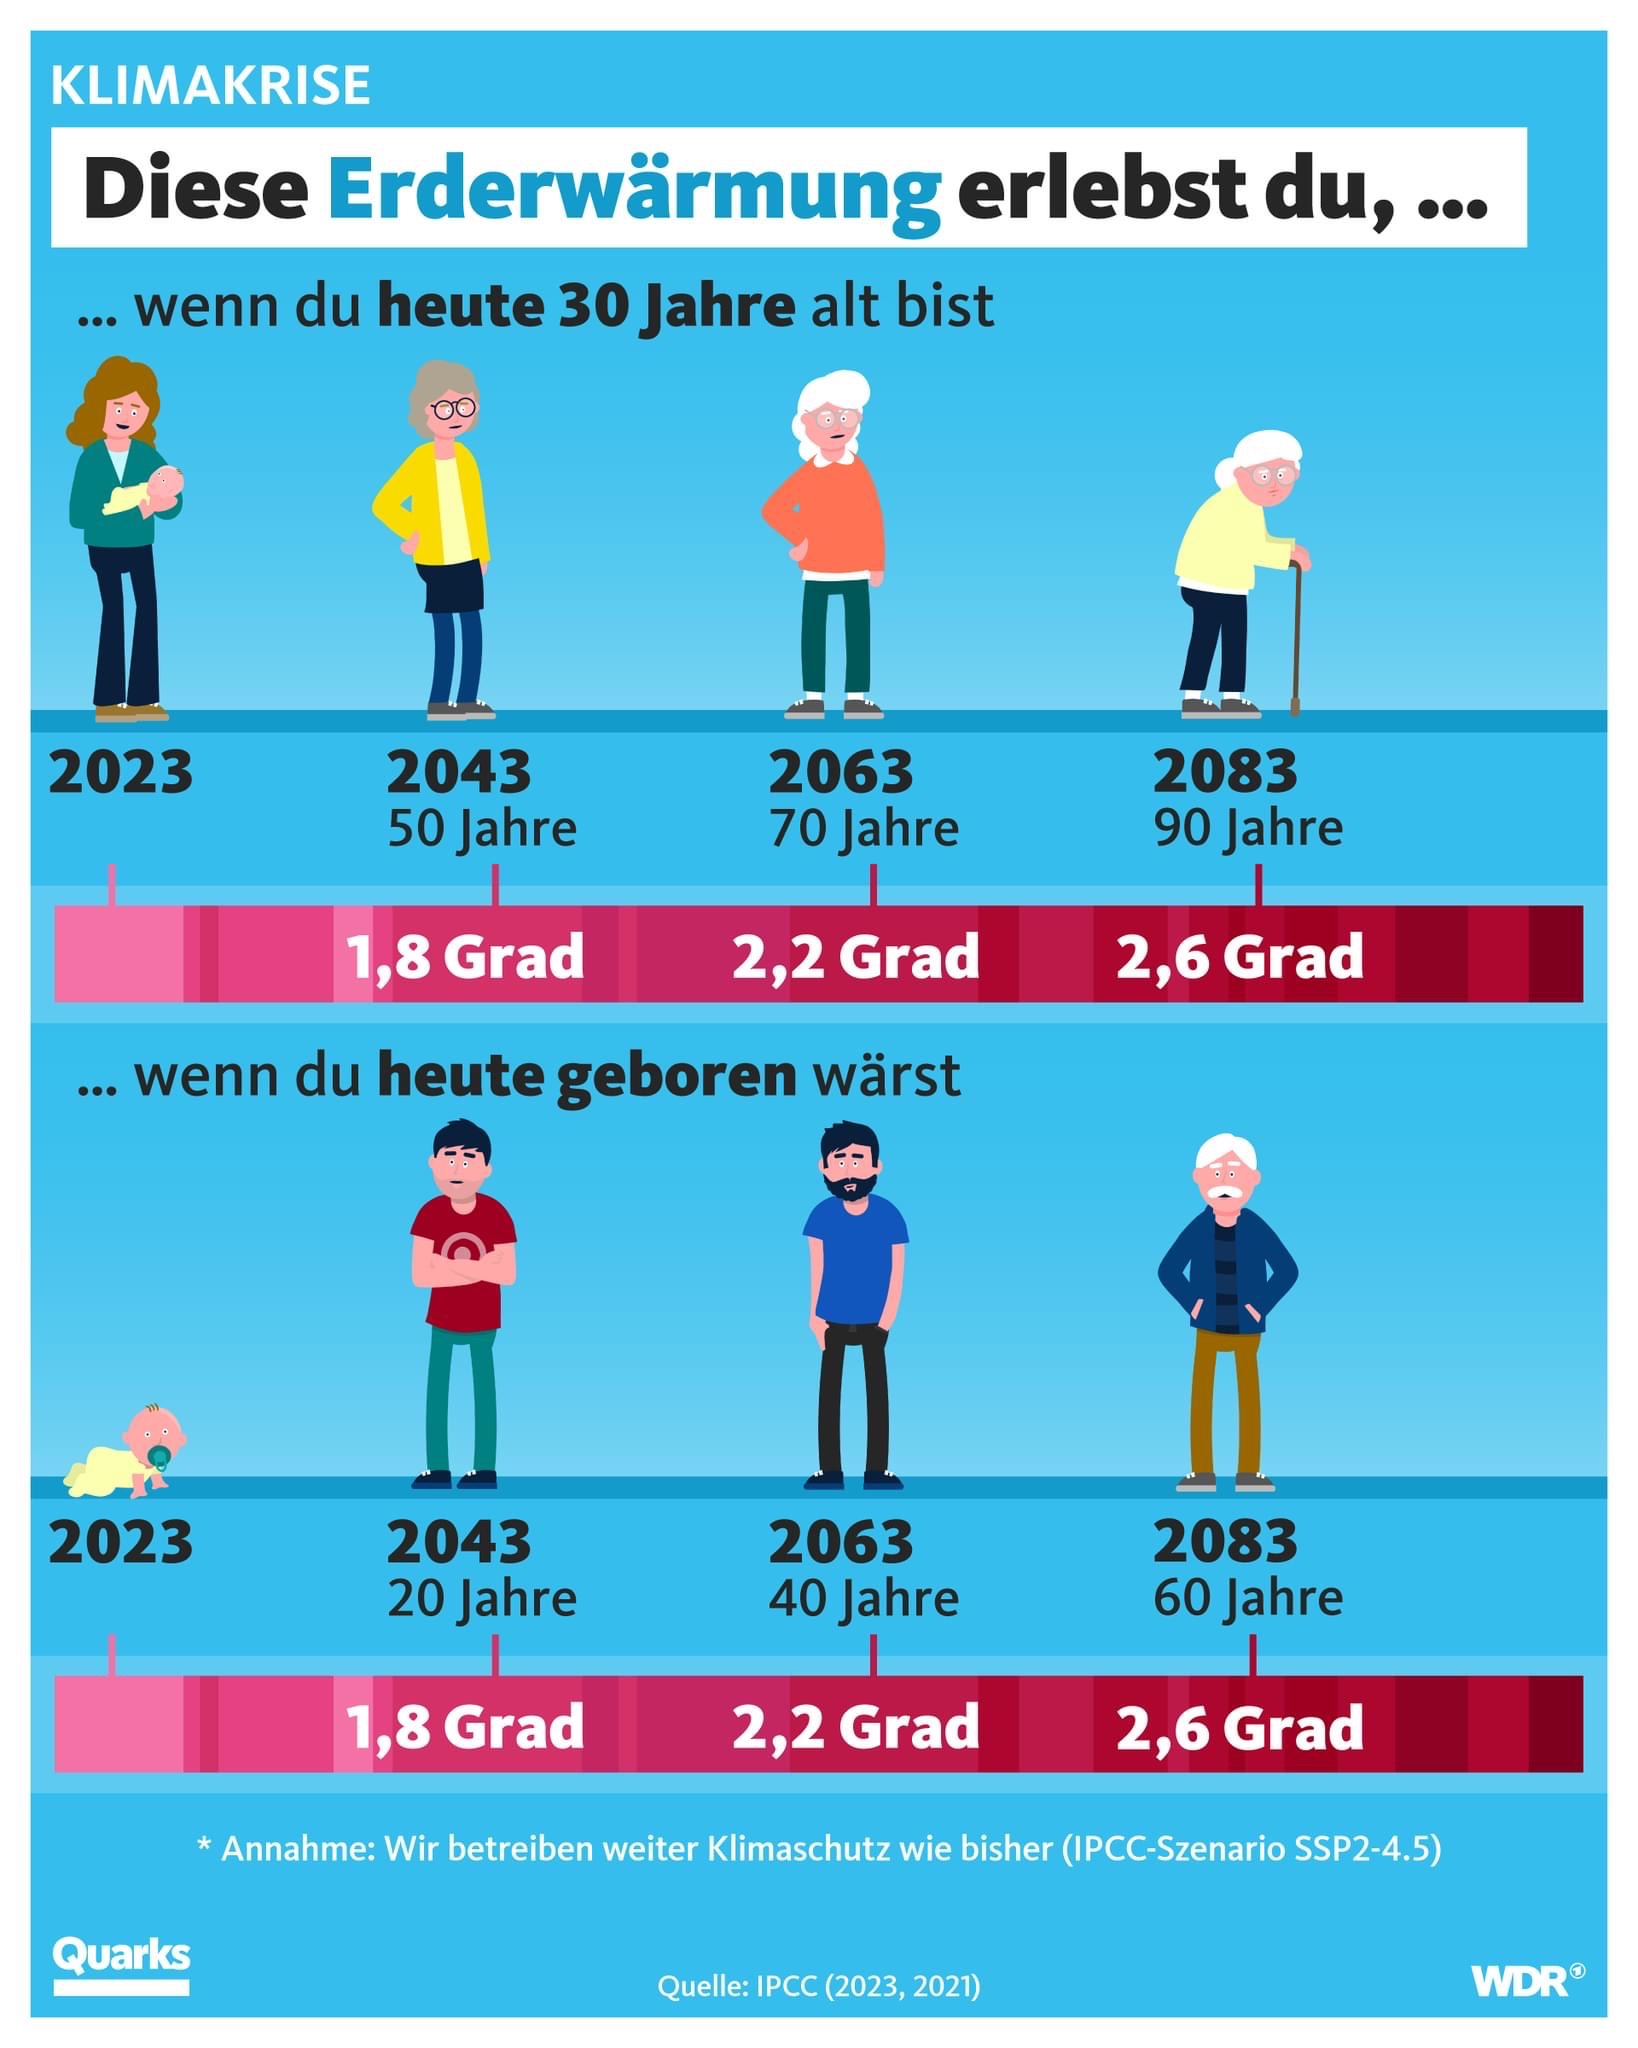 KLIMAKRISE
Diese Erderwärmung erlebst du, ...
... wenn du heute 30 Jahre alt bist
2023 2043 2063 2083
50 Jahre 70 Jahre 90 Jahre
1,8 Grad 2,2 Grad 2,6 Grad
... wenn du heute geboren wärst
2023 2043 2063 2083
20 Jahre 40 Jahre 60 Jahre
1,8 Grad 2,2 Grad 2,6 Grad
* Annahme: Wir betreiben weiter Klimaschutz wie bisher (IPCC-Szenario SSP2-4.5)
Quarks
Quelle: IPCC (2023, 2021)
WDR